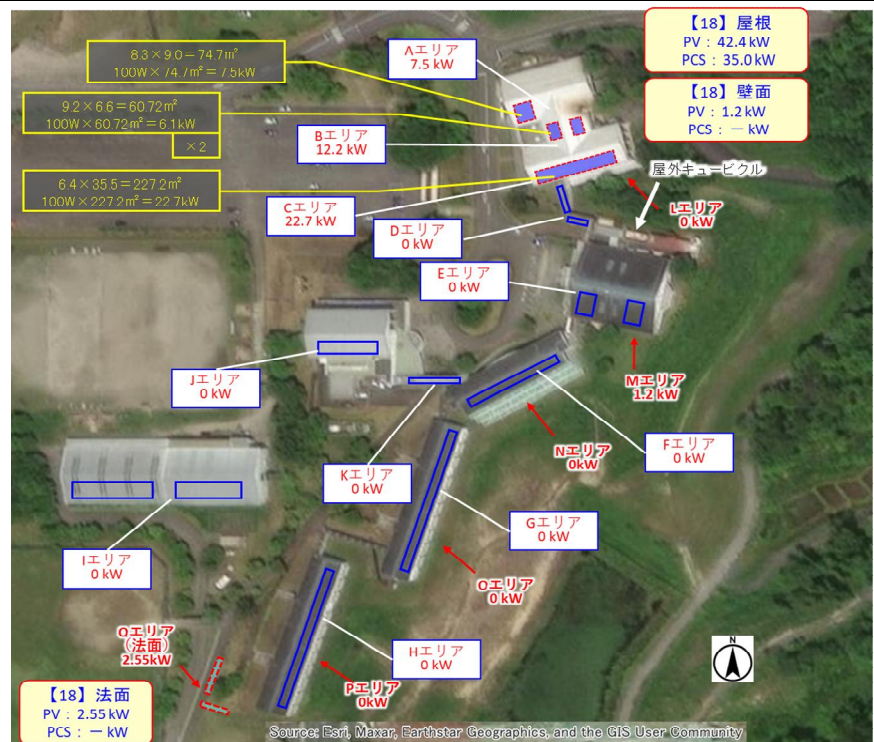 8.3×9.0=74.7㎡
100W×74.7㎡=7.5kW
9.2×6.6=60.72㎡
100W×60.72㎡=6.1kW
×2
6.4×35.5=227.2㎡
100W×227.2㎡=22.7kW
Aエリア
7.5 kW
Bエリア
12.2 kW
Cエリア
22.7 kW
Dエリア
0 kW
Eエリア
0 kW
【18】屋根
PV：42.4 kW
PCS：35.0 kW
【18】壁面
PV：1.2 kW
PCS：－ kW
屋外キュービクル
Lエリア
0 kW
Mエリア
1.2 kW
Jエリア
0 kW
Kエリア
0 kW
Nエリア
0kW
Fエリア
0 kW
Gエリア
0 kW
Iエリア
0 kW
Oエリア
0 kW
Hエリア
0 kW
Pエリア
0kW
Qエリア
（法面）
2.55kW
【18】法面
PV：2.55 kW
PCS：－ kW
N
Source: Esri, Maxar, Earthstar Geographics, and the GIS User Community